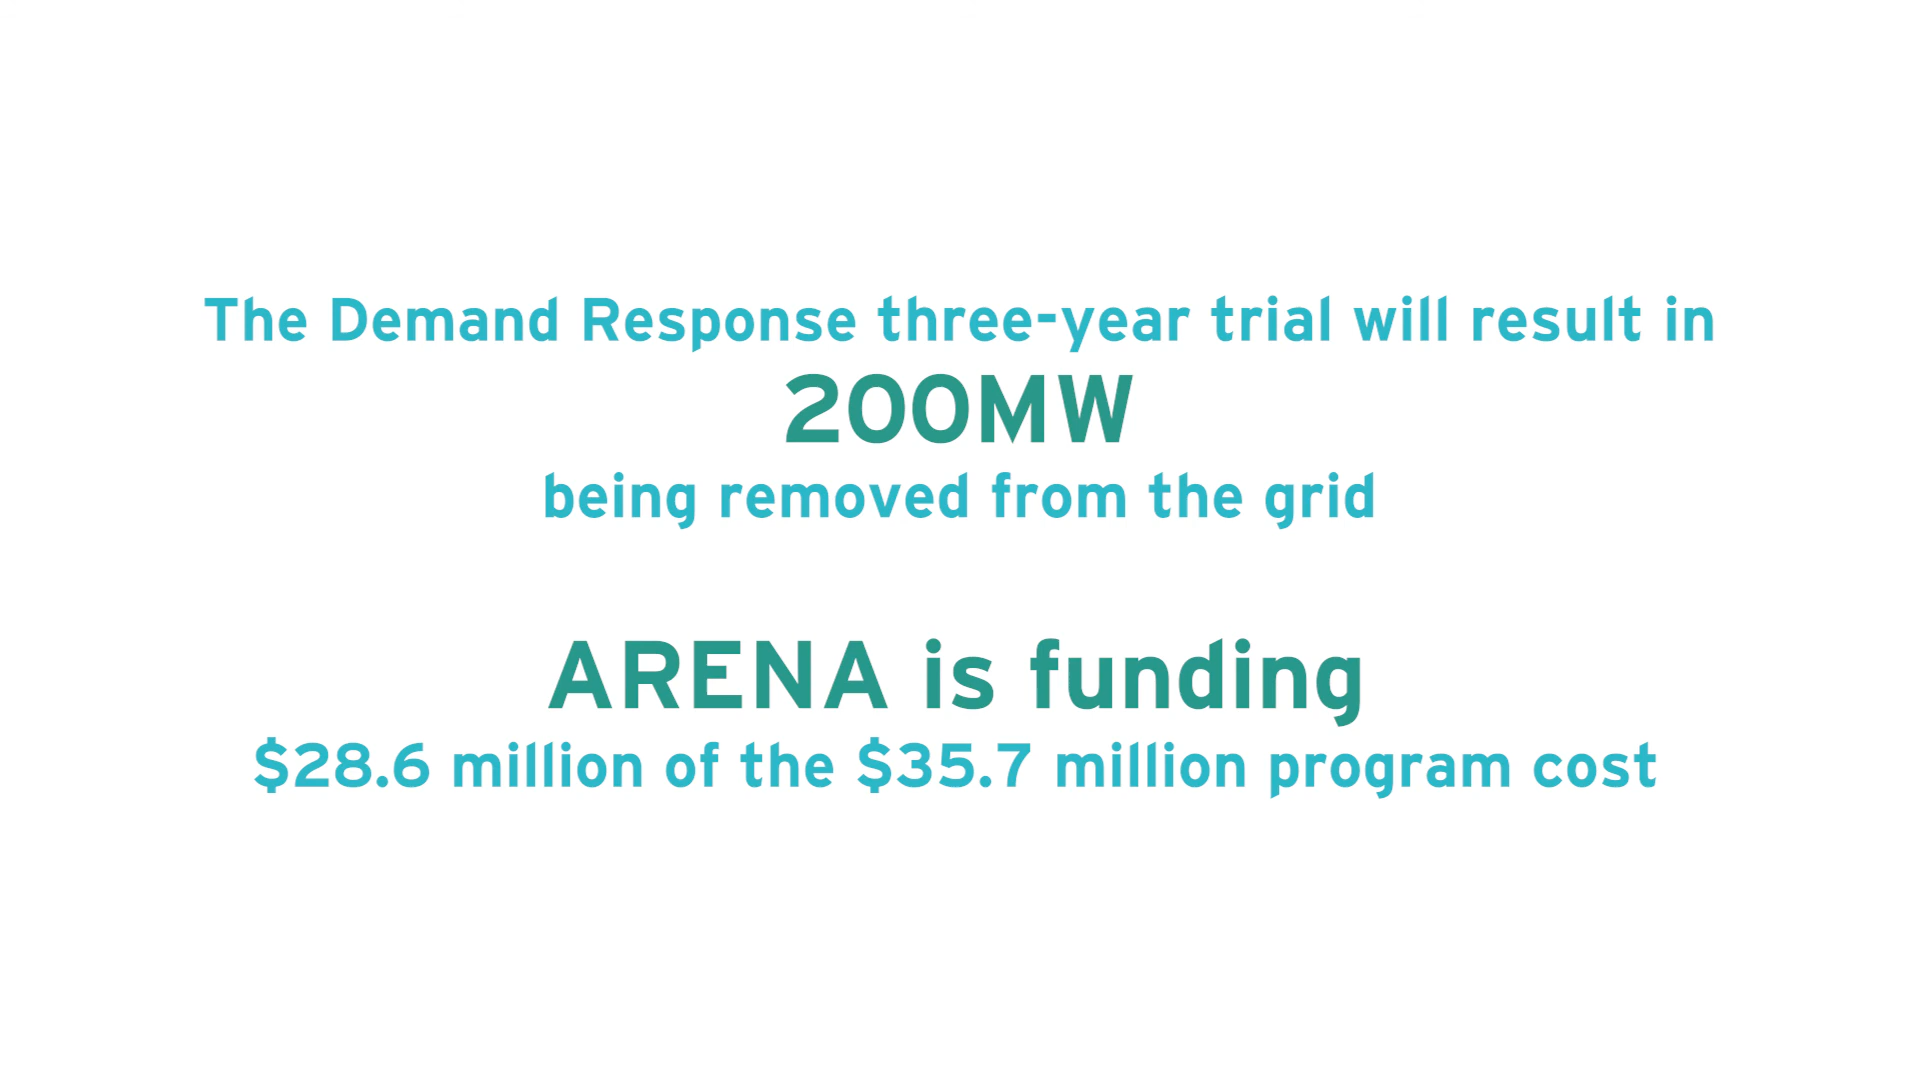 The Demand Response three-year trial will result in
200MW
being removed from the grid
ARENA is funding
$28.6 million of the $35.7 million program cost